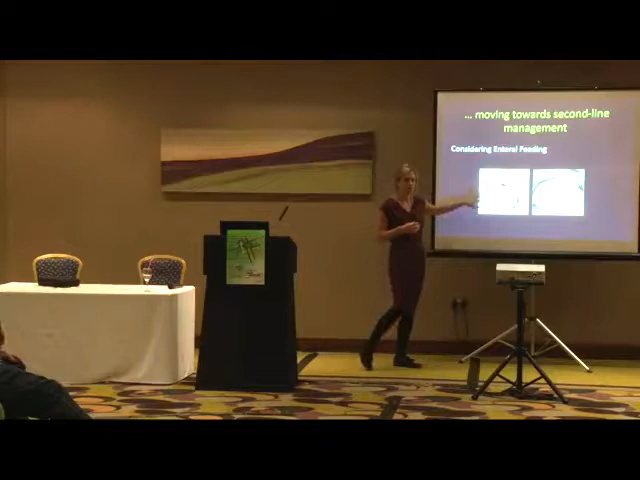 ... moving towards second-line
management
Considering Enteral Feeding